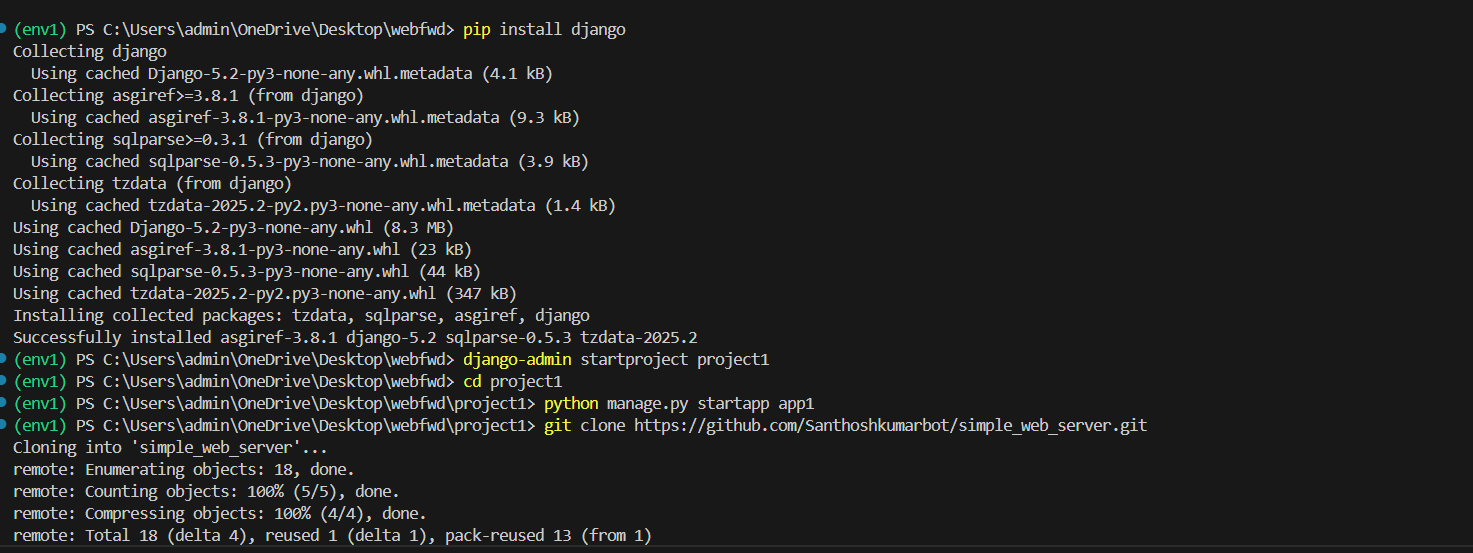 (env1) PS C:\Users\admin\OneDrive\Desktop\webfwd> pip install django
Collecting django
  Using cached Django-5.2-py3-none-any.whl.metadata (4.1 kB)
Collecting asgiref>=3.8.1 (from django)
  Using cached asgiref-3.8.1-py3-none-any.whl.metadata (9.3 kB)
Collecting sqlparse>=0.3.1 (from django)
  Using cached sqlparse-0.5.3-py3-none-any.whl.metadata (3.9 kB)
Collecting tzdata (from django)
  Using cached tzdata-2025.2-py2.py3-none-any.whl.metadata (1.4 kB)
Using cached Django-5.2-py3-none-any.whl (8.3 MB)
Using cached asgiref-3.8.1-py3-none-any.whl (23 kB)
Using cached sqlparse-0.5.3-py3-none-any.whl (44 kB)
Using cached tzdata-2025.2-py2.py3-none-any.whl (347 kB)
Installing collected packages: tzdata, sqlparse, asgiref, django
Successfully installed asgiref-3.8.1 django-5.2 sqlparse-0.5.3 tzdata-2025.2
(env1) PS C:\Users\admin\OneDrive\Desktop\webfwd> django-admin startproject project1
(env1) PS C:\Users\admin\OneDrive\Desktop\webfwd> cd project1
(env1) PS C:\Users\admin\OneDrive\Desktop\webfwd\project1> python manage.py startapp app1
(env1) PS C:\Users\admin\OneDrive\Desktop\webfwd\project1> git clone https://github.com/Santhoshkumarbot/simple_web_server.git
Cloning into 'simple_web_server'...
remote: Enumerating objects: 18, done.
remote: Counting objects: 100% (5/5), done.
remote: Compressing objects: 100% (4/4), done.
remote: Total 18 (delta 4), reused 1 (delta 1), pack-reused 13 (from 1)